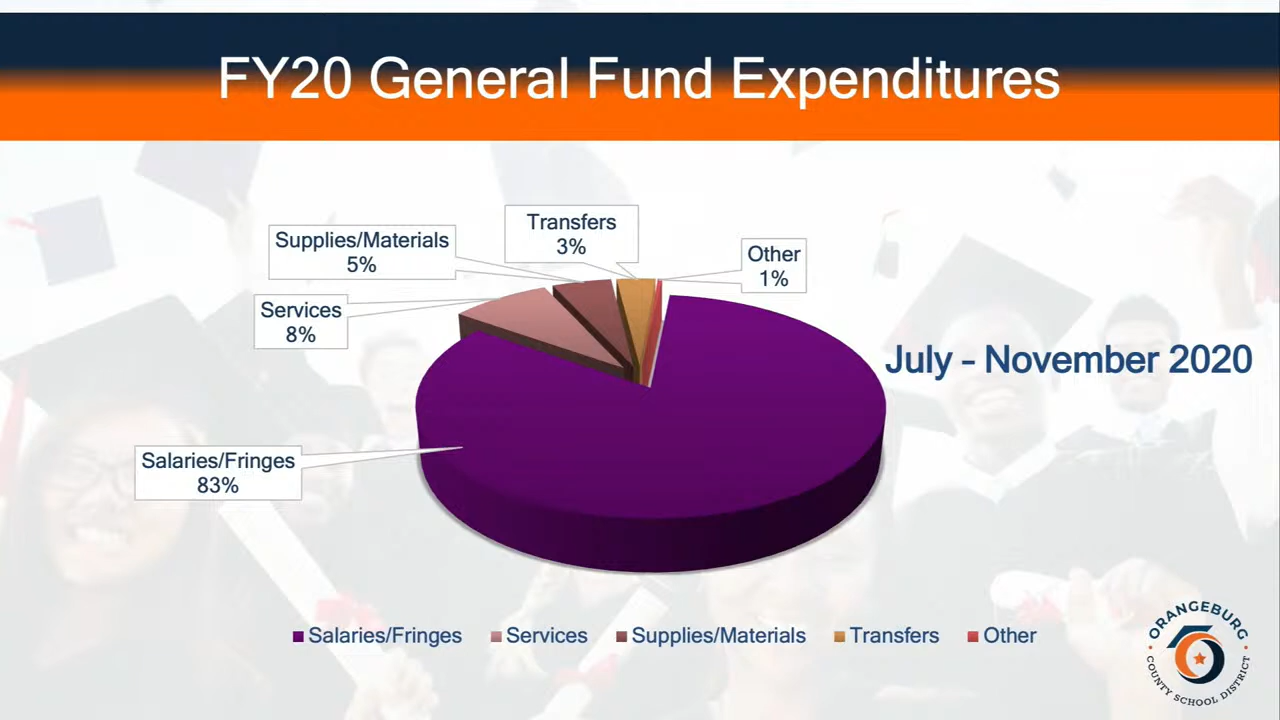 FY20 General Fund Expenditures
Transfers
3%
Supplies/Materials
5%
Other
1%
Services
8%
July – November 2020
Salaries/Fringes
83%
Salaries/Fringes Services Supplies/Materials Transfers Other
ORANGEBURG
COUNTY SCHOOL DISTRICT